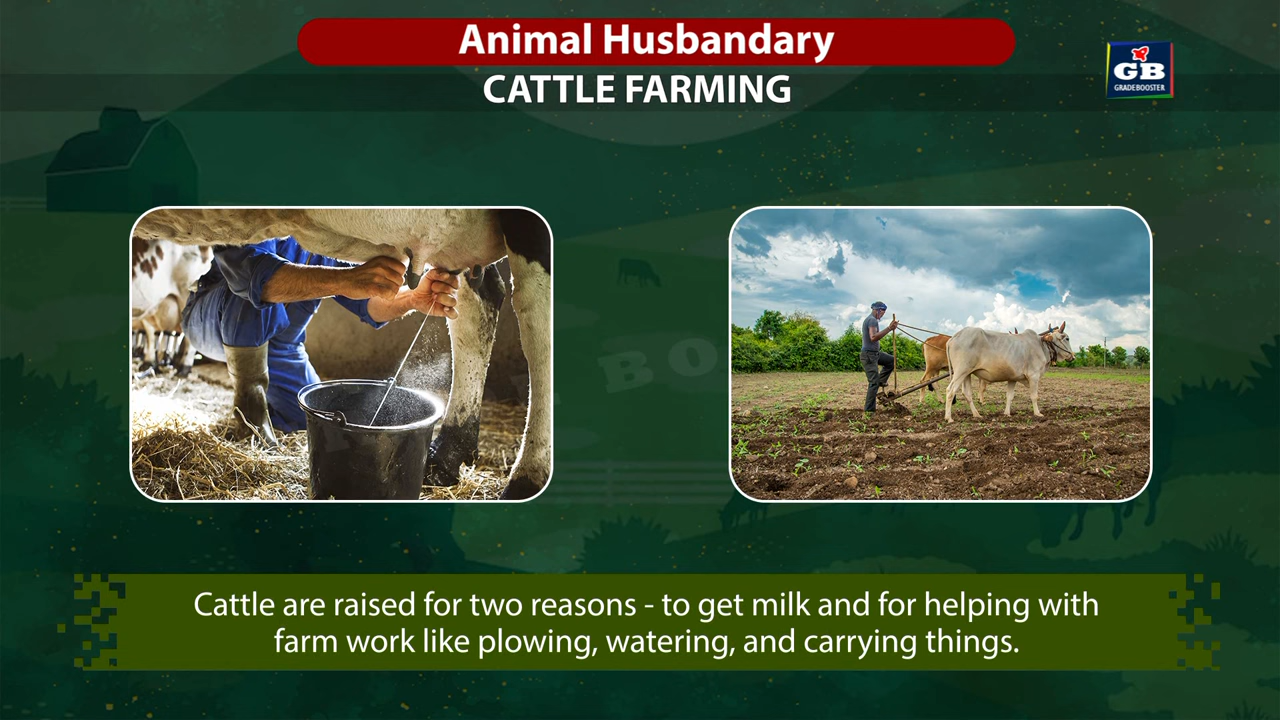 Animal Husbandary
CATTLE FARMING
GB
GRADEBOOSTER
Cattle are raised for two reasons - to get milk and for helping with
farm work like plowing, watering, and carrying things.